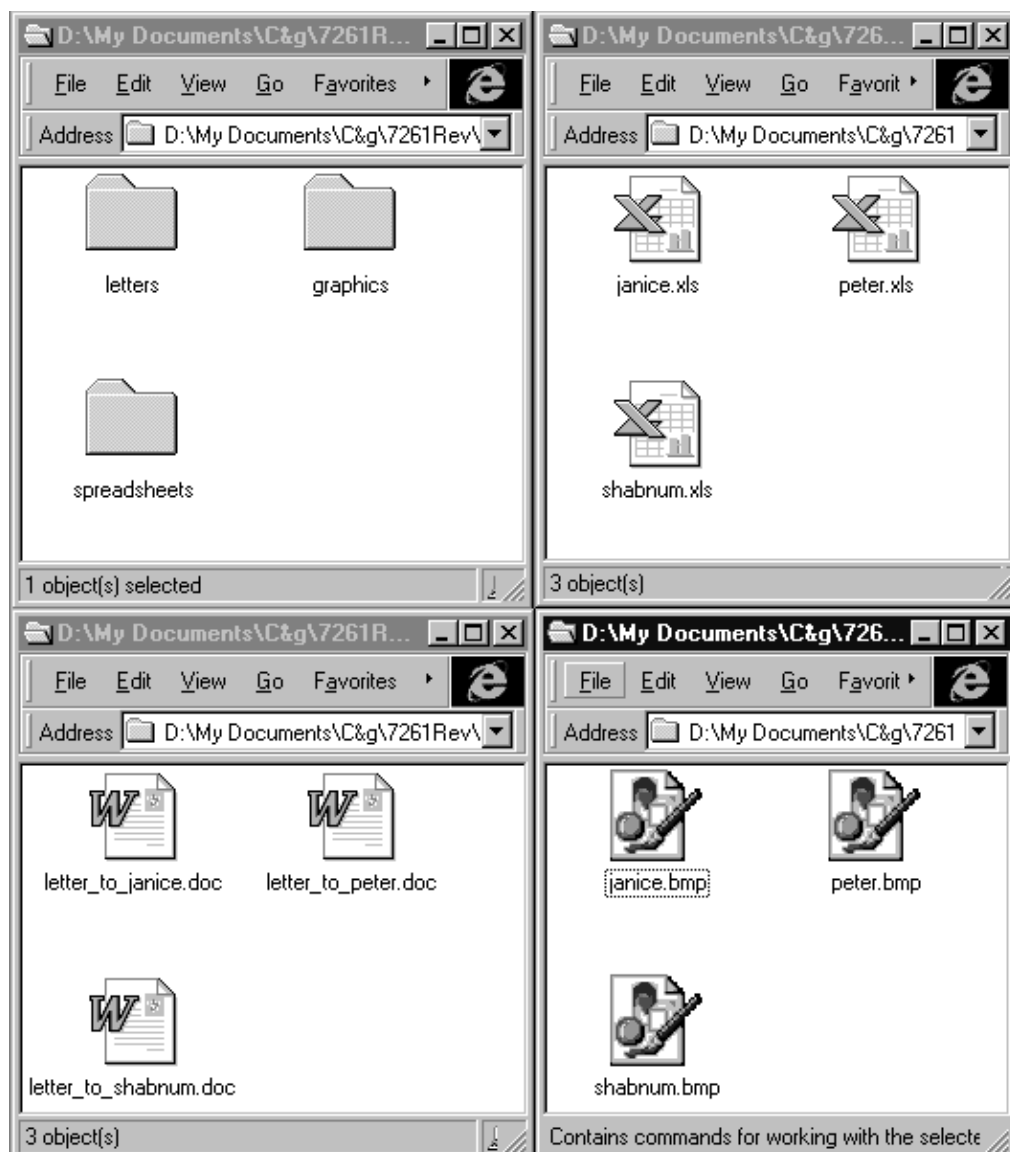 D:\My Documents\C&g\7261R...
File Edit View Go Favorites
Address D:\My Documents\C&g\7261Rev\
letters graphics
spreadsheets
1 object(s) selected
D:\My Documents\C&g\726...
File Edit View Go Favorit
Address D:\My Documents\C&g\7261
janice.xls peter.xls
shabnum.xls
3 object(s)
D:\My Documents\C&g\7261R...
File Edit View Go Favorites
Address D:\My Documents\C&g\7261Rev\
letter_to_janice.doc letter_to_peter.doc
letter_to_shabnum.doc
3 object(s)
D:\My Documents\C&g\726...
File Edit View Go Favorit
Address D:\My Documents\C&g\7261
janice.bmp peter.bmp
shabnum.bmp
Contains commands for working with the selecte